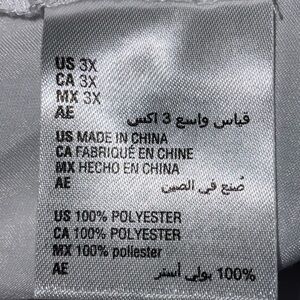 US 3X
CA 3X
MX 3X
AE قياس واسع 3 اكس
US MADE IN CHINA
CA FABRIQUÉ EN CHINE
MX HECHO EN CHINA
AE صُنع في الصين
US 100% POLYESTER
CA 100% POLYESTER
MX 100% poliester
AE 100% بولي أستر